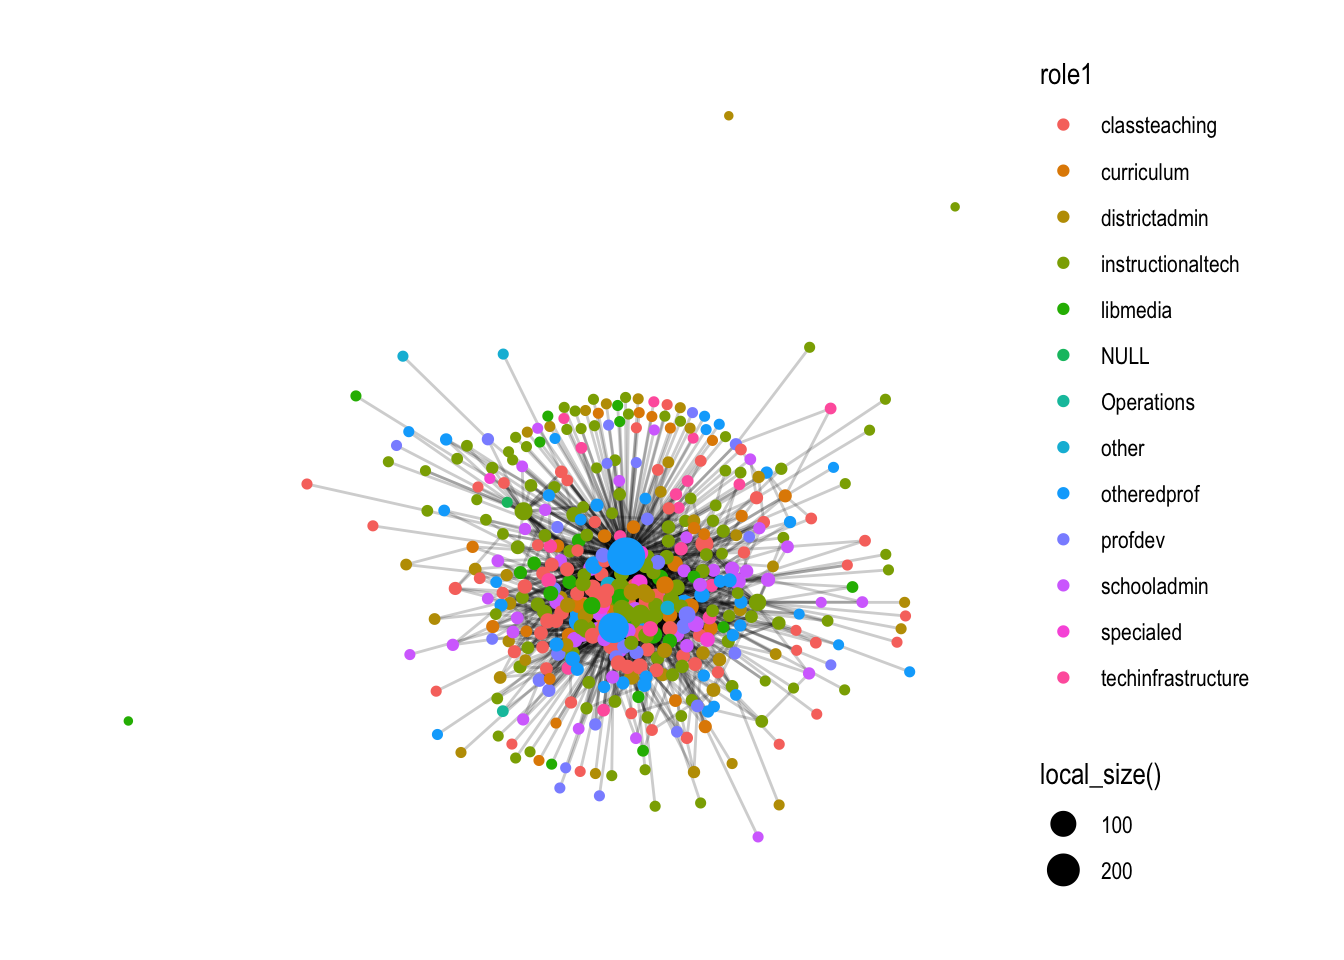 role1
classteaching
curriculum
districtadmin
instructionaltech
libmedia
NULL
Operations
other
otheredprof
profdev
schooladmin
specialed
techinfrastructure
local_size()
100
200